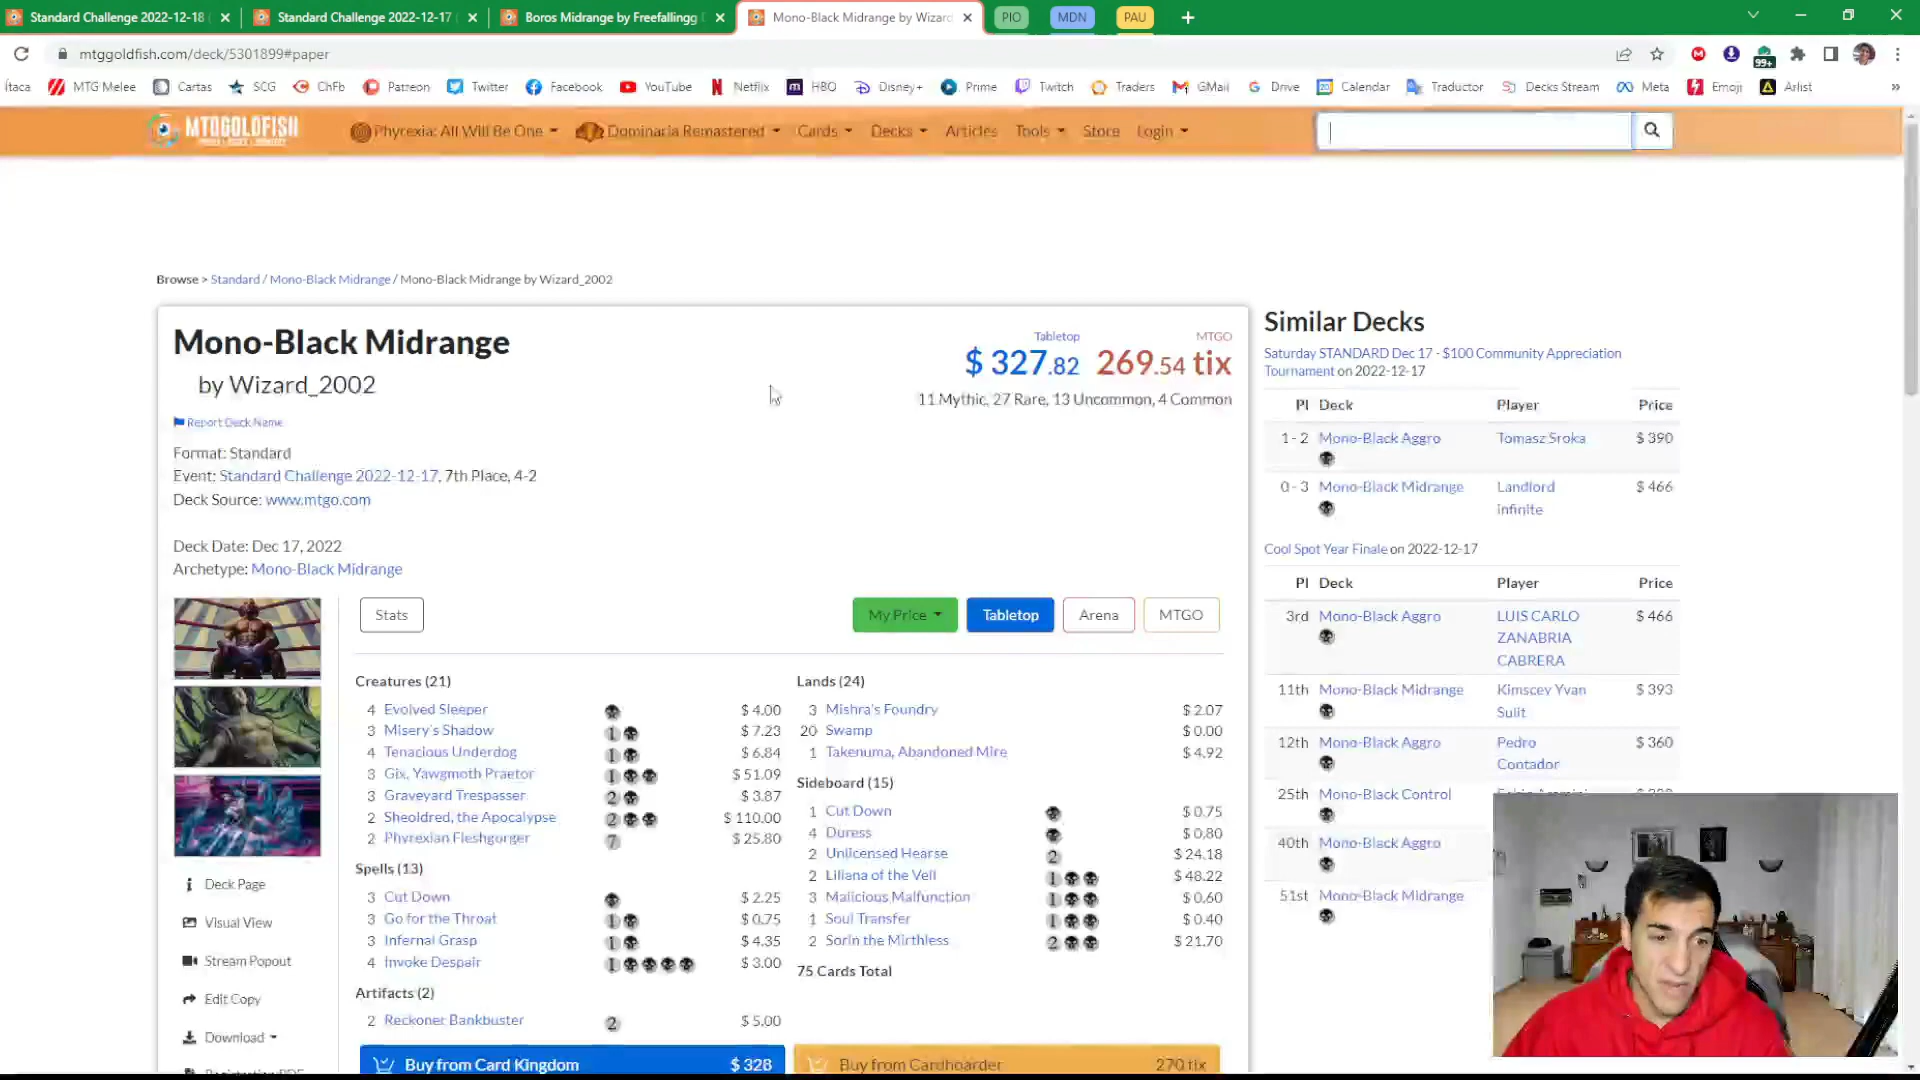 Standard Challenge 2022-12-18
Standard Challenge 2022-12-17
Boros Midrange by Freefallingg
Mono-Black Midrange by Wizard
PIO
MDN
PAU
mtggoldfish.com/deck/5301899#paper
99+
Ítaca
MTG Melee
Cartas
SCG
ChFb
Patreon
Twitter
Facebook
YouTube
Netflix
HBO
Disney+
Prime
Twitch
Traders
GMail
Drive
Calendar
Traductor
Decks Stream
Meta
Emoji
Arlist
MTGGOLDFISH
Phyrexia: All Will Be One
Dominaria Remastered
Cards
Decks
Articles
Tools
Store
Login
Browse > Standard / Mono-Black Midrange / Mono-Black Midrange by Wizard_2002
Mono-Black Midrange
by Wizard_2002
Tabletop
$ 327.82
MTGO
269.54 tix
11 Mythic, 27 Rare, 13 Uncommon, 4 Common
Report Deck Name
Format: Standard
Event: Standard Challenge 2022-12-17, 7th Place, 4-2
Deck Source: www.mtgo.com
Deck Date: Dec 17, 2022
Archetype: Mono-Black Midrange
Stats
My Price
Tabletop
Arena
MTGO
Creatures (21)
4 Evolved Sleeper $ 4.00
3 Misery's Shadow 1 $ 7.23
4 Tenacious Underdog 1 $ 6.84
3 Gix, Yawgmoth Praetor 1 $ 51.09
3 Graveyard Trespasser 2 $ 3.87
2 Sheoldred, the Apocalypse 2 $ 110.00
2 Phyrexian Fleshgorger 7 $ 25.80
Spells (13)
3 Cut Down $ 2.25
3 Go for the Throat 1 $ 0.75
3 Infernal Grasp 1 $ 4.35
4 Invoke Despair 1 $ 3.00
Artifacts (2)
2 Reckoner Bankbuster 2 $ 5.00
Lands (24)
3 Mishra's Foundry $ 2.07
20 Swamp $ 0.00
1 Takenuma, Abandoned Mire $ 4.92
Sideboard (15)
1 Cut Down $ 0.75
4 Duress $ 0.80
2 Unlicensed Hearse 2 $ 24.18
2 Liliana of the Veil 1 $ 48.22
3 Malicious Malfunction 1 $ 0.60
1 Soul Transfer 1 $ 0.40
2 Sorin the Mirthless 2 $ 21.70
75 Cards Total
Deck Page
Visual View
Stream Popout
Edit Copy
Download
Buy from Card Kingdom $ 328
Buy from Cardhoarder 270 tix
Similar Decks
Saturday STANDARD Dec 17 - $100 Community Appreciation
Tournament on 2022-12-17
Pl Deck Player Price
1 - 2 Mono-Black Aggro Tomasz Sroka $ 390
0 - 3 Mono-Black Midrange Landlord $ 466
infinite
Cool Spot Year Finale on 2022-12-17
Pl Deck Player Price
3rd Mono-Black Aggro LUIS CARLO $ 466
ZANABRIA
CABRERA
11th Mono-Black Midrange Kimscey Yvan $ 393
Sulit
12th Mono-Black Aggro Pedro $ 360
Contador
25th Mono-Black Control
40th Mono-Black Aggro
51st Mono-Black Midrange